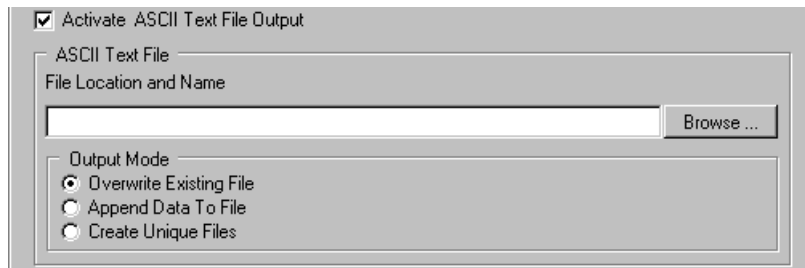 Activate ASCII Text File Output
ASCII Text File
File Location and Name
Browse ...
Output Mode
Overwrite Existing File
Append Data To File
Create Unique Files